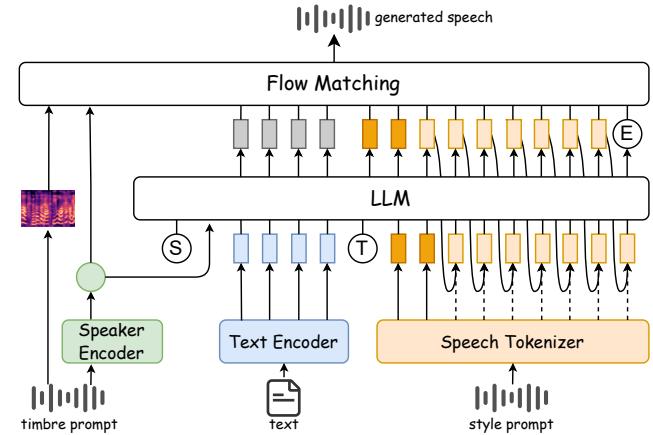 generated speech
Flow Matching
E
LLM
S
T
Speaker
Encoder
Text Encoder
Speech Tokenizer
timbre prompt
text
style prompt